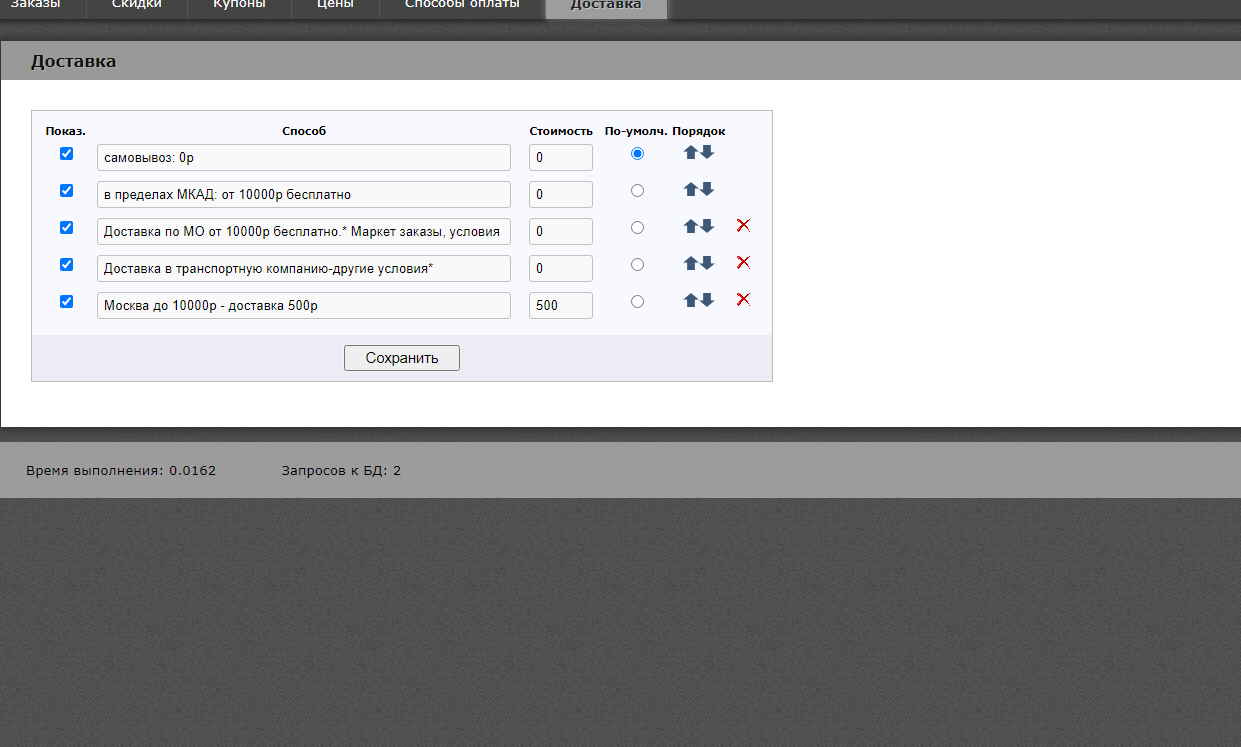 Заказы Скидки Купоны Цены Способы оплаты Доставка
Доставка
Показ. Способ Стоимость По-умолч. Порядок
самовывоз: 0р 0
в пределах МКАД: от 10000р бесплатно 0
Доставка по МО от 10000р бесплатно.* Маркет заказы, условия 0
Доставка в транспортную компанию-другие условия* 0
Москва до 10000р - доставка 500р 500
Сохранить
Время выполнения: 0.0162 Запросов к БД: 2